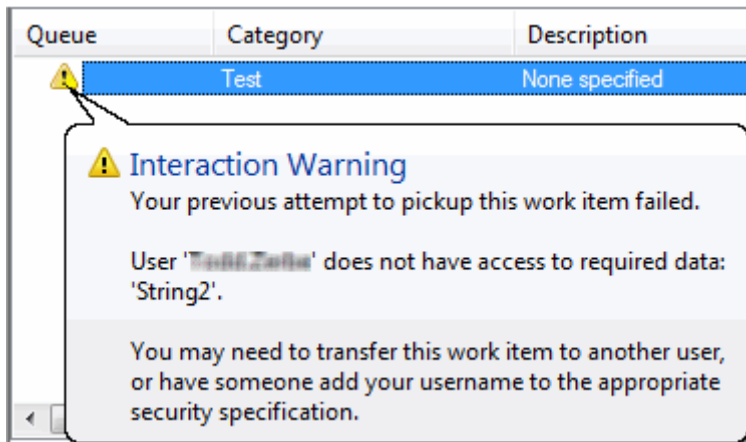 Queue Category Description
Test None specified
Interaction Warning
Your previous attempt to pickup this work item failed.
User ' ' does not have access to required data:
'String2'.
You may need to transfer this work item to another user,
or have someone add your username to the appropriate
security specification.